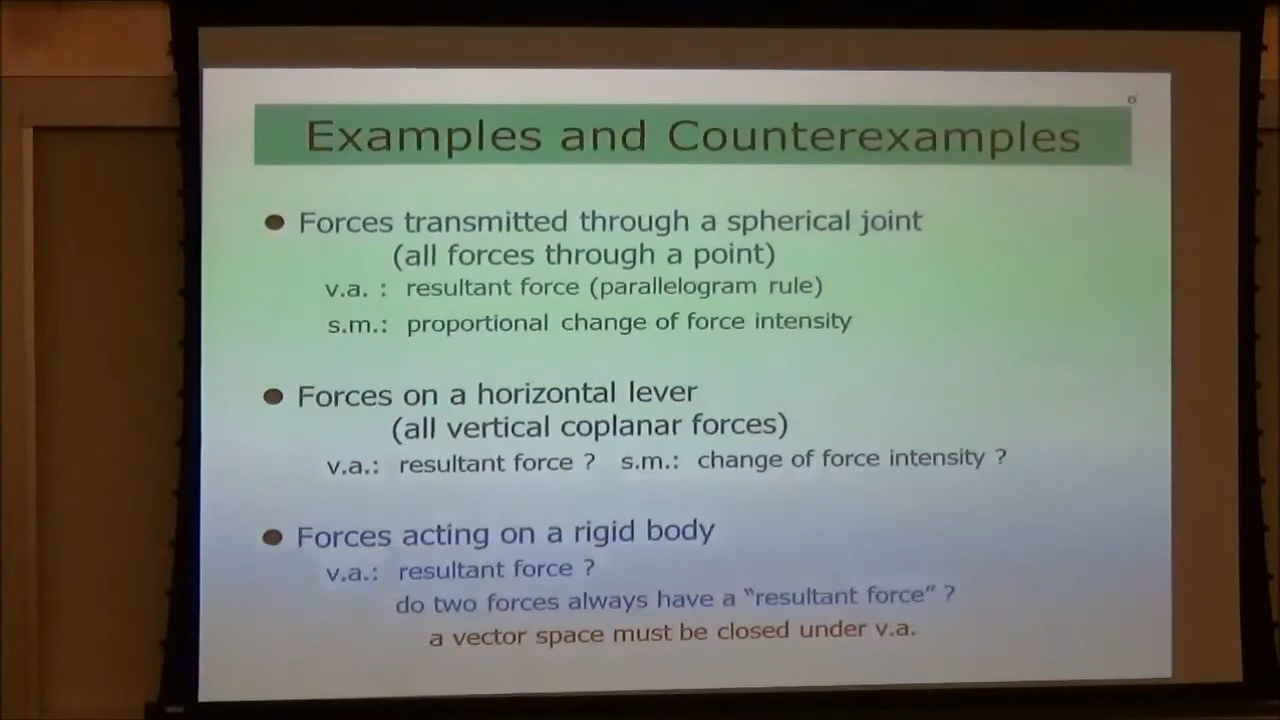 6
Examples and Counterexamples
Forces transmitted through a spherical joint
(all forces through a point)
v.a. : resultant force (parallelogram rule)
s.m.: proportional change of force intensity
Forces on a horizontal lever
(all vertical coplanar forces)
v.a.: resultant force ? s.m.: change of force intensity ?
Forces acting on a rigid body
v.a.: resultant force ?
do two forces always have a “resultant force” ?
a vector space must be closed under v.a.